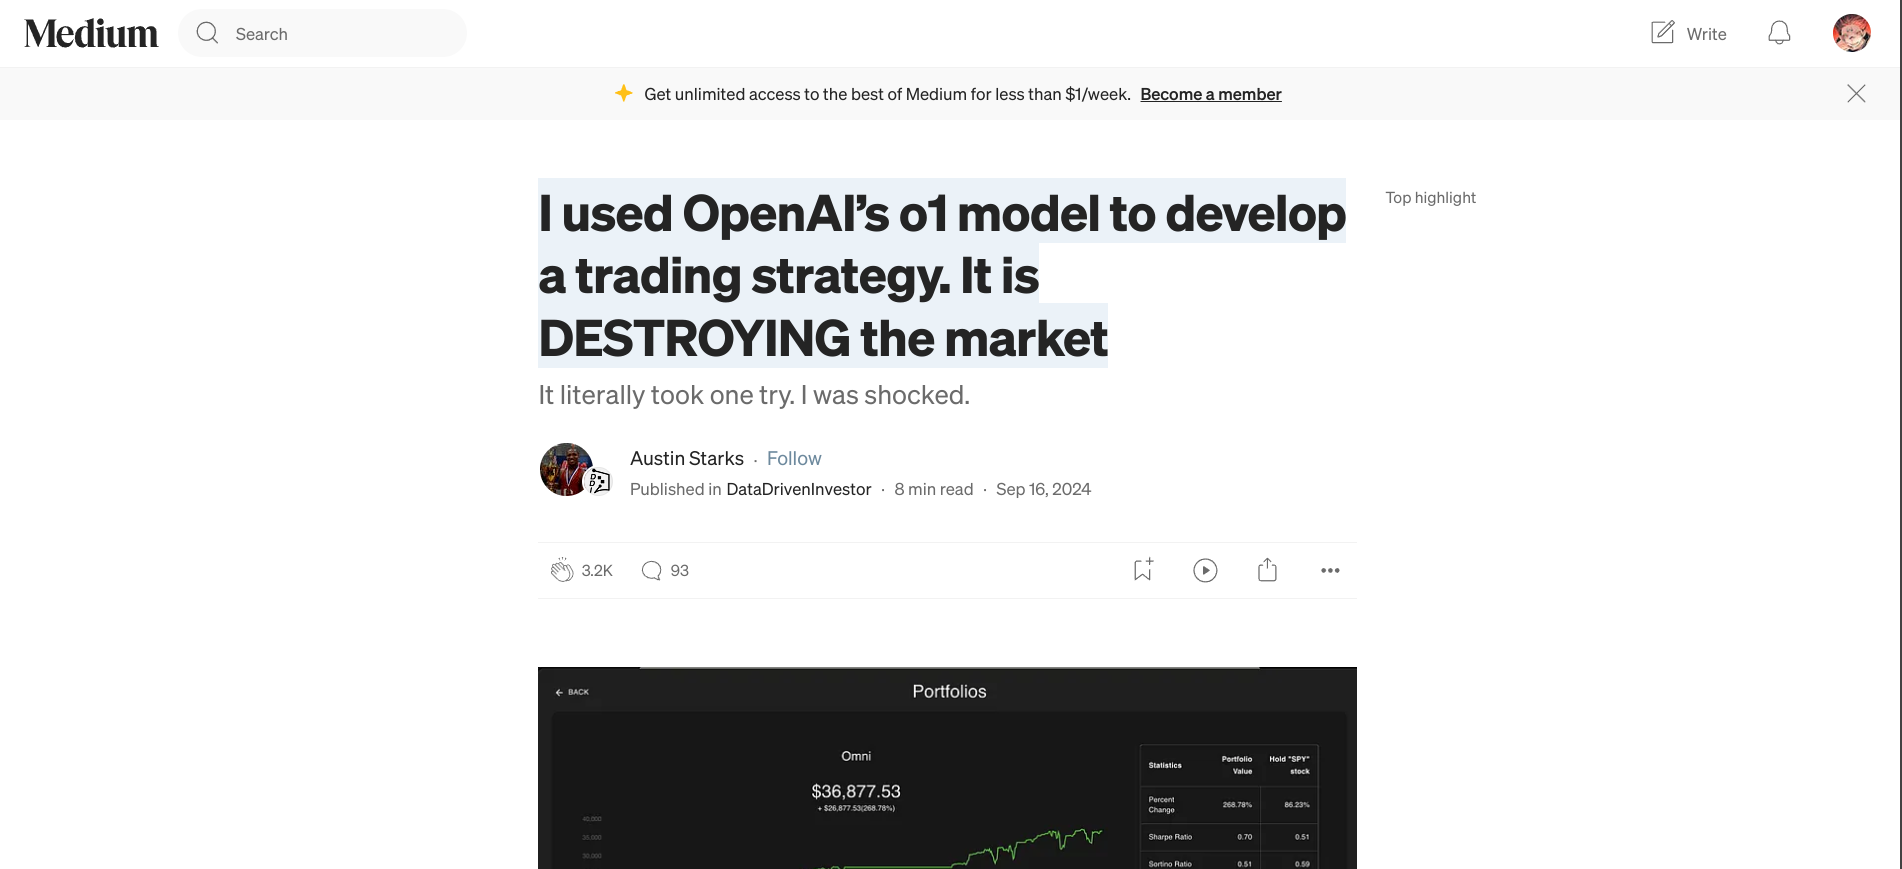 Medium
Search
Write
Get unlimited access to the best of Medium for less than $1/week. Become a member
I used OpenAI’s o1 model to develop
a trading strategy. It is
DESTROYING the market
Top highlight
It literally took one try. I was shocked.
Austin Starks · Follow
Published in DataDrivenInvestor · 8 min read · Sep 16, 2024
3.2K 93
BACK
Portfolios
Omni
$36,877.53
+ $26,877.53(268.78%)
40,000
35,000
30,000
Statistics Portfolio Value Hold "SPY" stock
Percent Change 268.78% 86.23%
Sharpe Ratio 0.70 0.51
Sortino Ratio 0.51 0.59